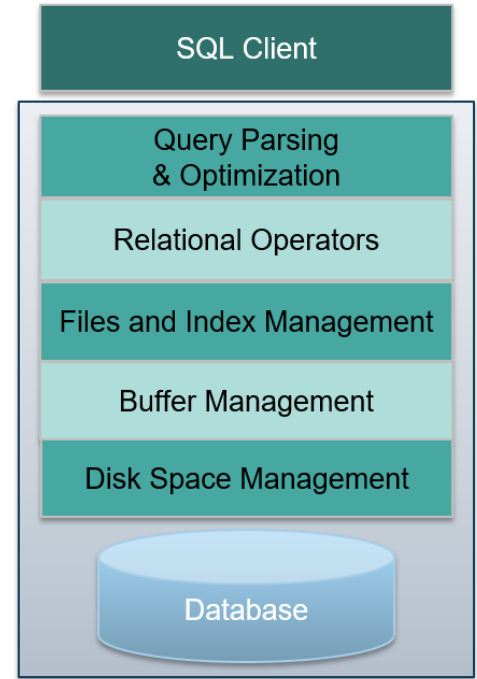 SQL Client
Query Parsing
& Optimization
Relational Operators
Files and Index Management
Buffer Management
Disk Space Management
Database